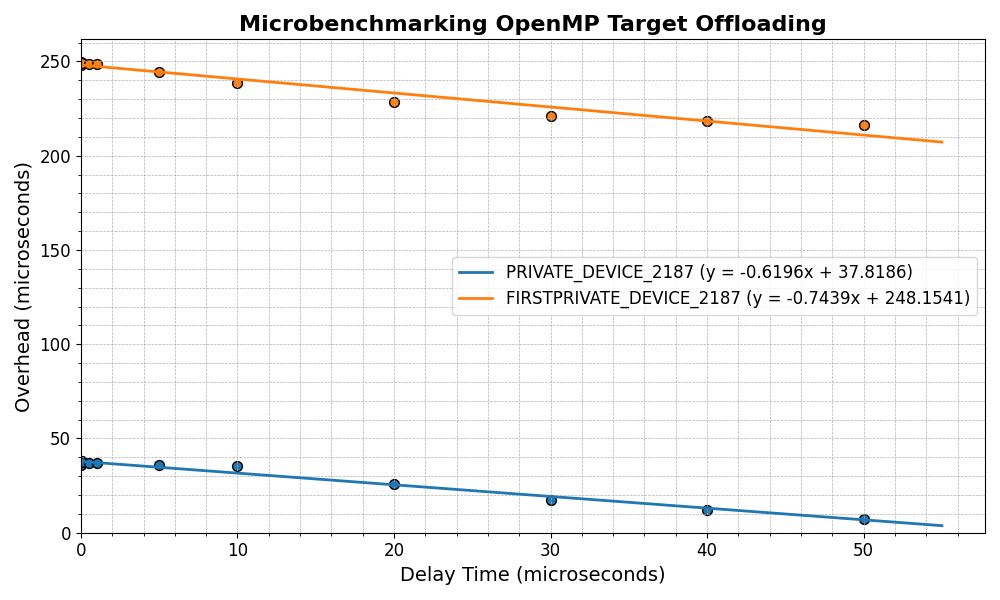 Microbenchmarking OpenMP Target Offloading
Overhead (microseconds)
250
200
150
100
50
0
PRIVATE_DEVICE_2187 (y = -0.6196x + 37.8186)
FIRSTPRIVATE_DEVICE_2187 (y = -0.7439x + 248.1541)
0 10 20 30 40 50
Delay Time (microseconds)